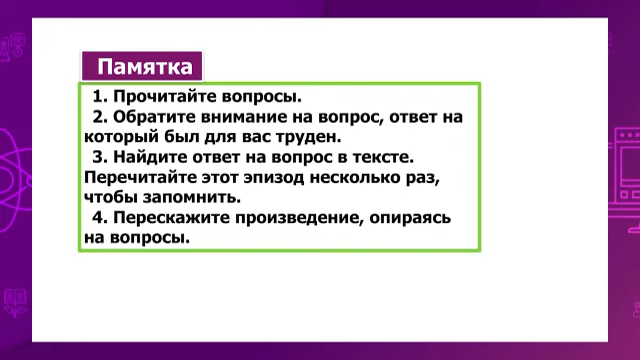 Памятка
1. Прочитайте вопросы.
2. Обратите внимание на вопрос, ответ на
который был для вас труден.
3. Найдите ответ на вопрос в тексте.
Перечитайте этот эпизод несколько раз,
чтобы запомнить.
4. Перескажите произведение, опираясь
на вопросы.